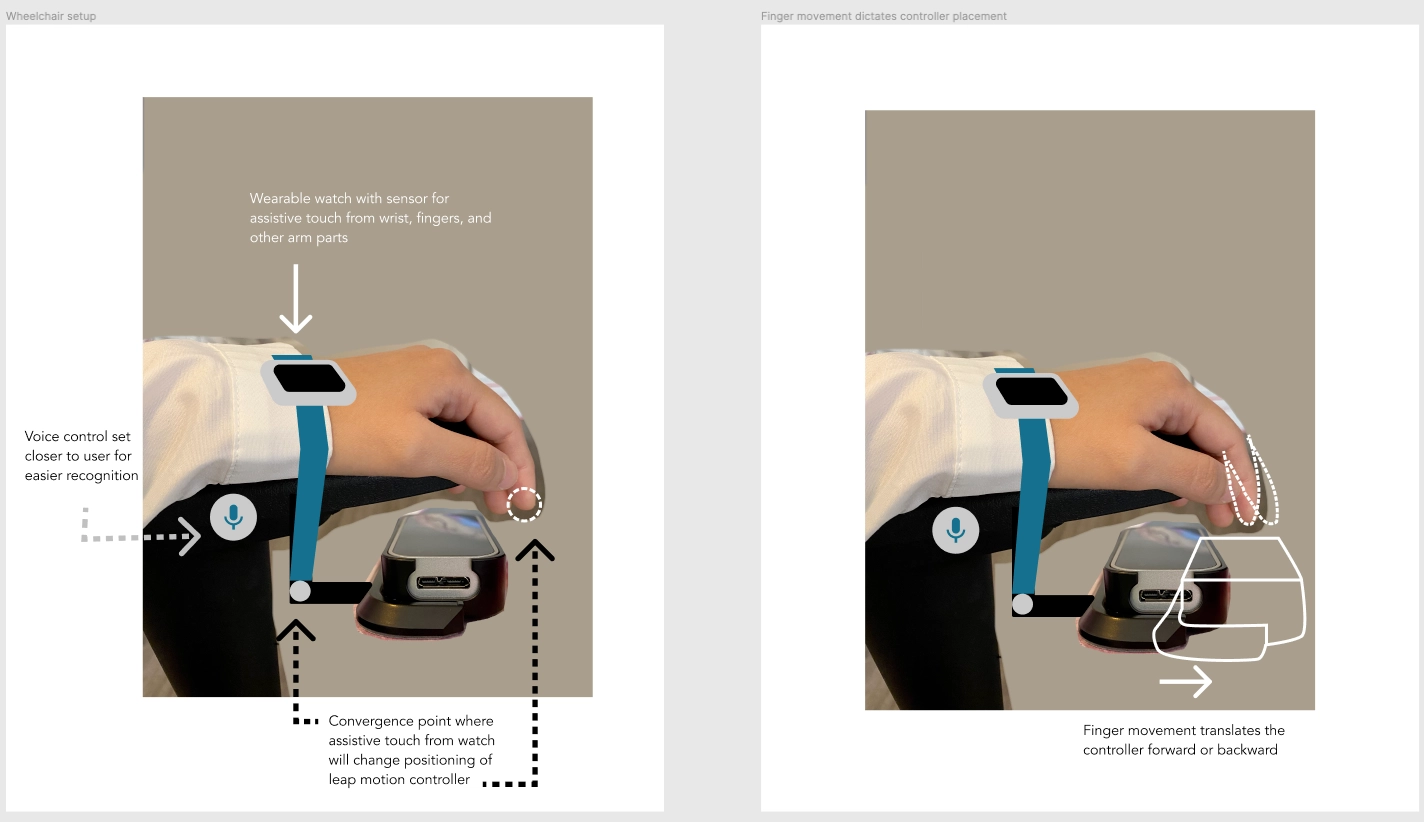 Wheelchair setup
Wearable watch with sensor for
assistive touch from wrist, fingers, and
other arm parts
Voice control set
closer to user for
easier recognition
Convergence point where
assistive touch from watch
will change positioning of
leap motion controller
Finger movement dictates controller placement
Finger movement translates the
controller forward or backward